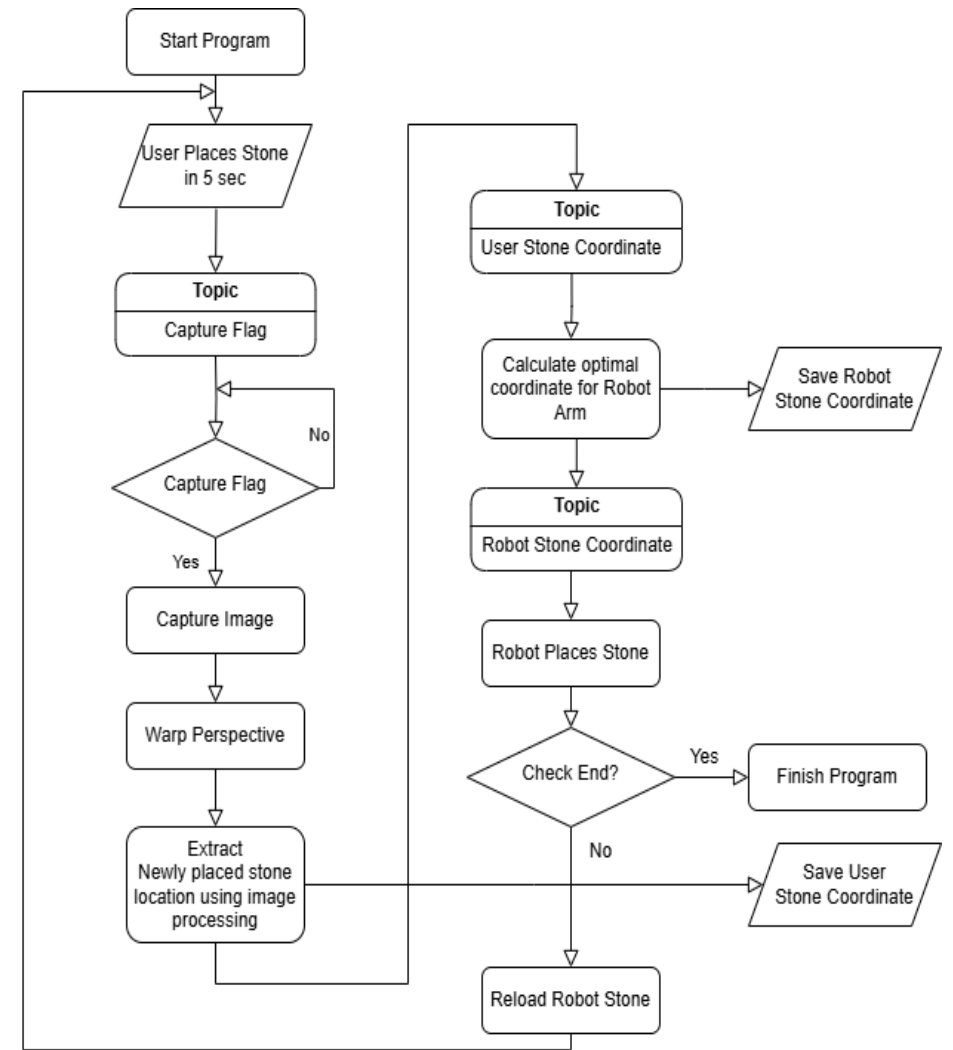 Start Program
User Places Stone
in 5 sec
Topic
Capture Flag
No
Capture Flag
Yes
Capture Image
Warp Perspective
Extract
Newly placed stone
location using image
processing
Topic
User Stone Coordinate
Calculate optimal
coordinate for Robot
Arm
Save Robot
Stone Coordinate
Topic
Robot Stone Coordinate
Robot Places Stone
Check End?
Yes
Finish Program
No
Save User
Stone Coordinate
Reload Robot Stone